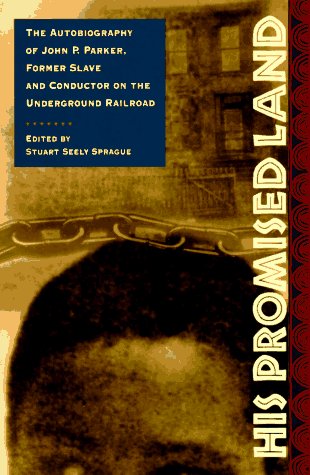 THE AUTOBIOGRAPHY
OF JOHN P. PARKER,
FORMER SLAVE
AND CONDUCTOR ON THE
UNDERGROUND RAILROAD
EDITED BY
STUART SEELY SPRAGUE
HIS PROMISED LAND